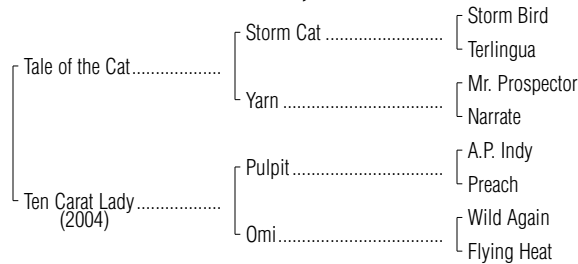 Storm Bird
Storm Cat ........................
Terlingua
Tale of the Cat..................
Mr. Prospector
Yarn ................................
Narrate
A.P. Indy
Pulpit ..............................
Preach
Ten Carat Lady................
(2004)
Wild Again
Omi..................................
Flying Heat